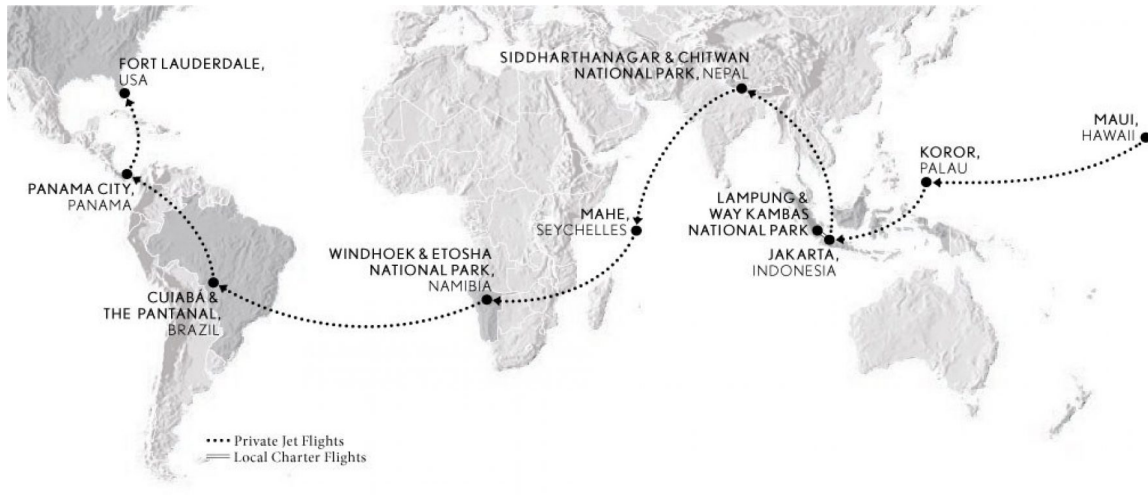 FORT LAUDERDALE,
USA
SIDDHARTHANAGAR & CHITWAN
NATIONAL PARK, NEPAL
MAUI,
HAWAII
KOROR,
PALAU
PANAMA CITY,
PANAMA
LAMPUNG &
WAY KAMBAS
NATIONAL PARK
MAHE,
SEYCHELLES
JAKARTA,
INDONESIA
WINDHOEK & ETOSHA
NATIONAL PARK,
NAMIBIA
CUIABÁ &
THE PANTANAL,
BRAZIL
Private Jet Flights
Local Charter Flights